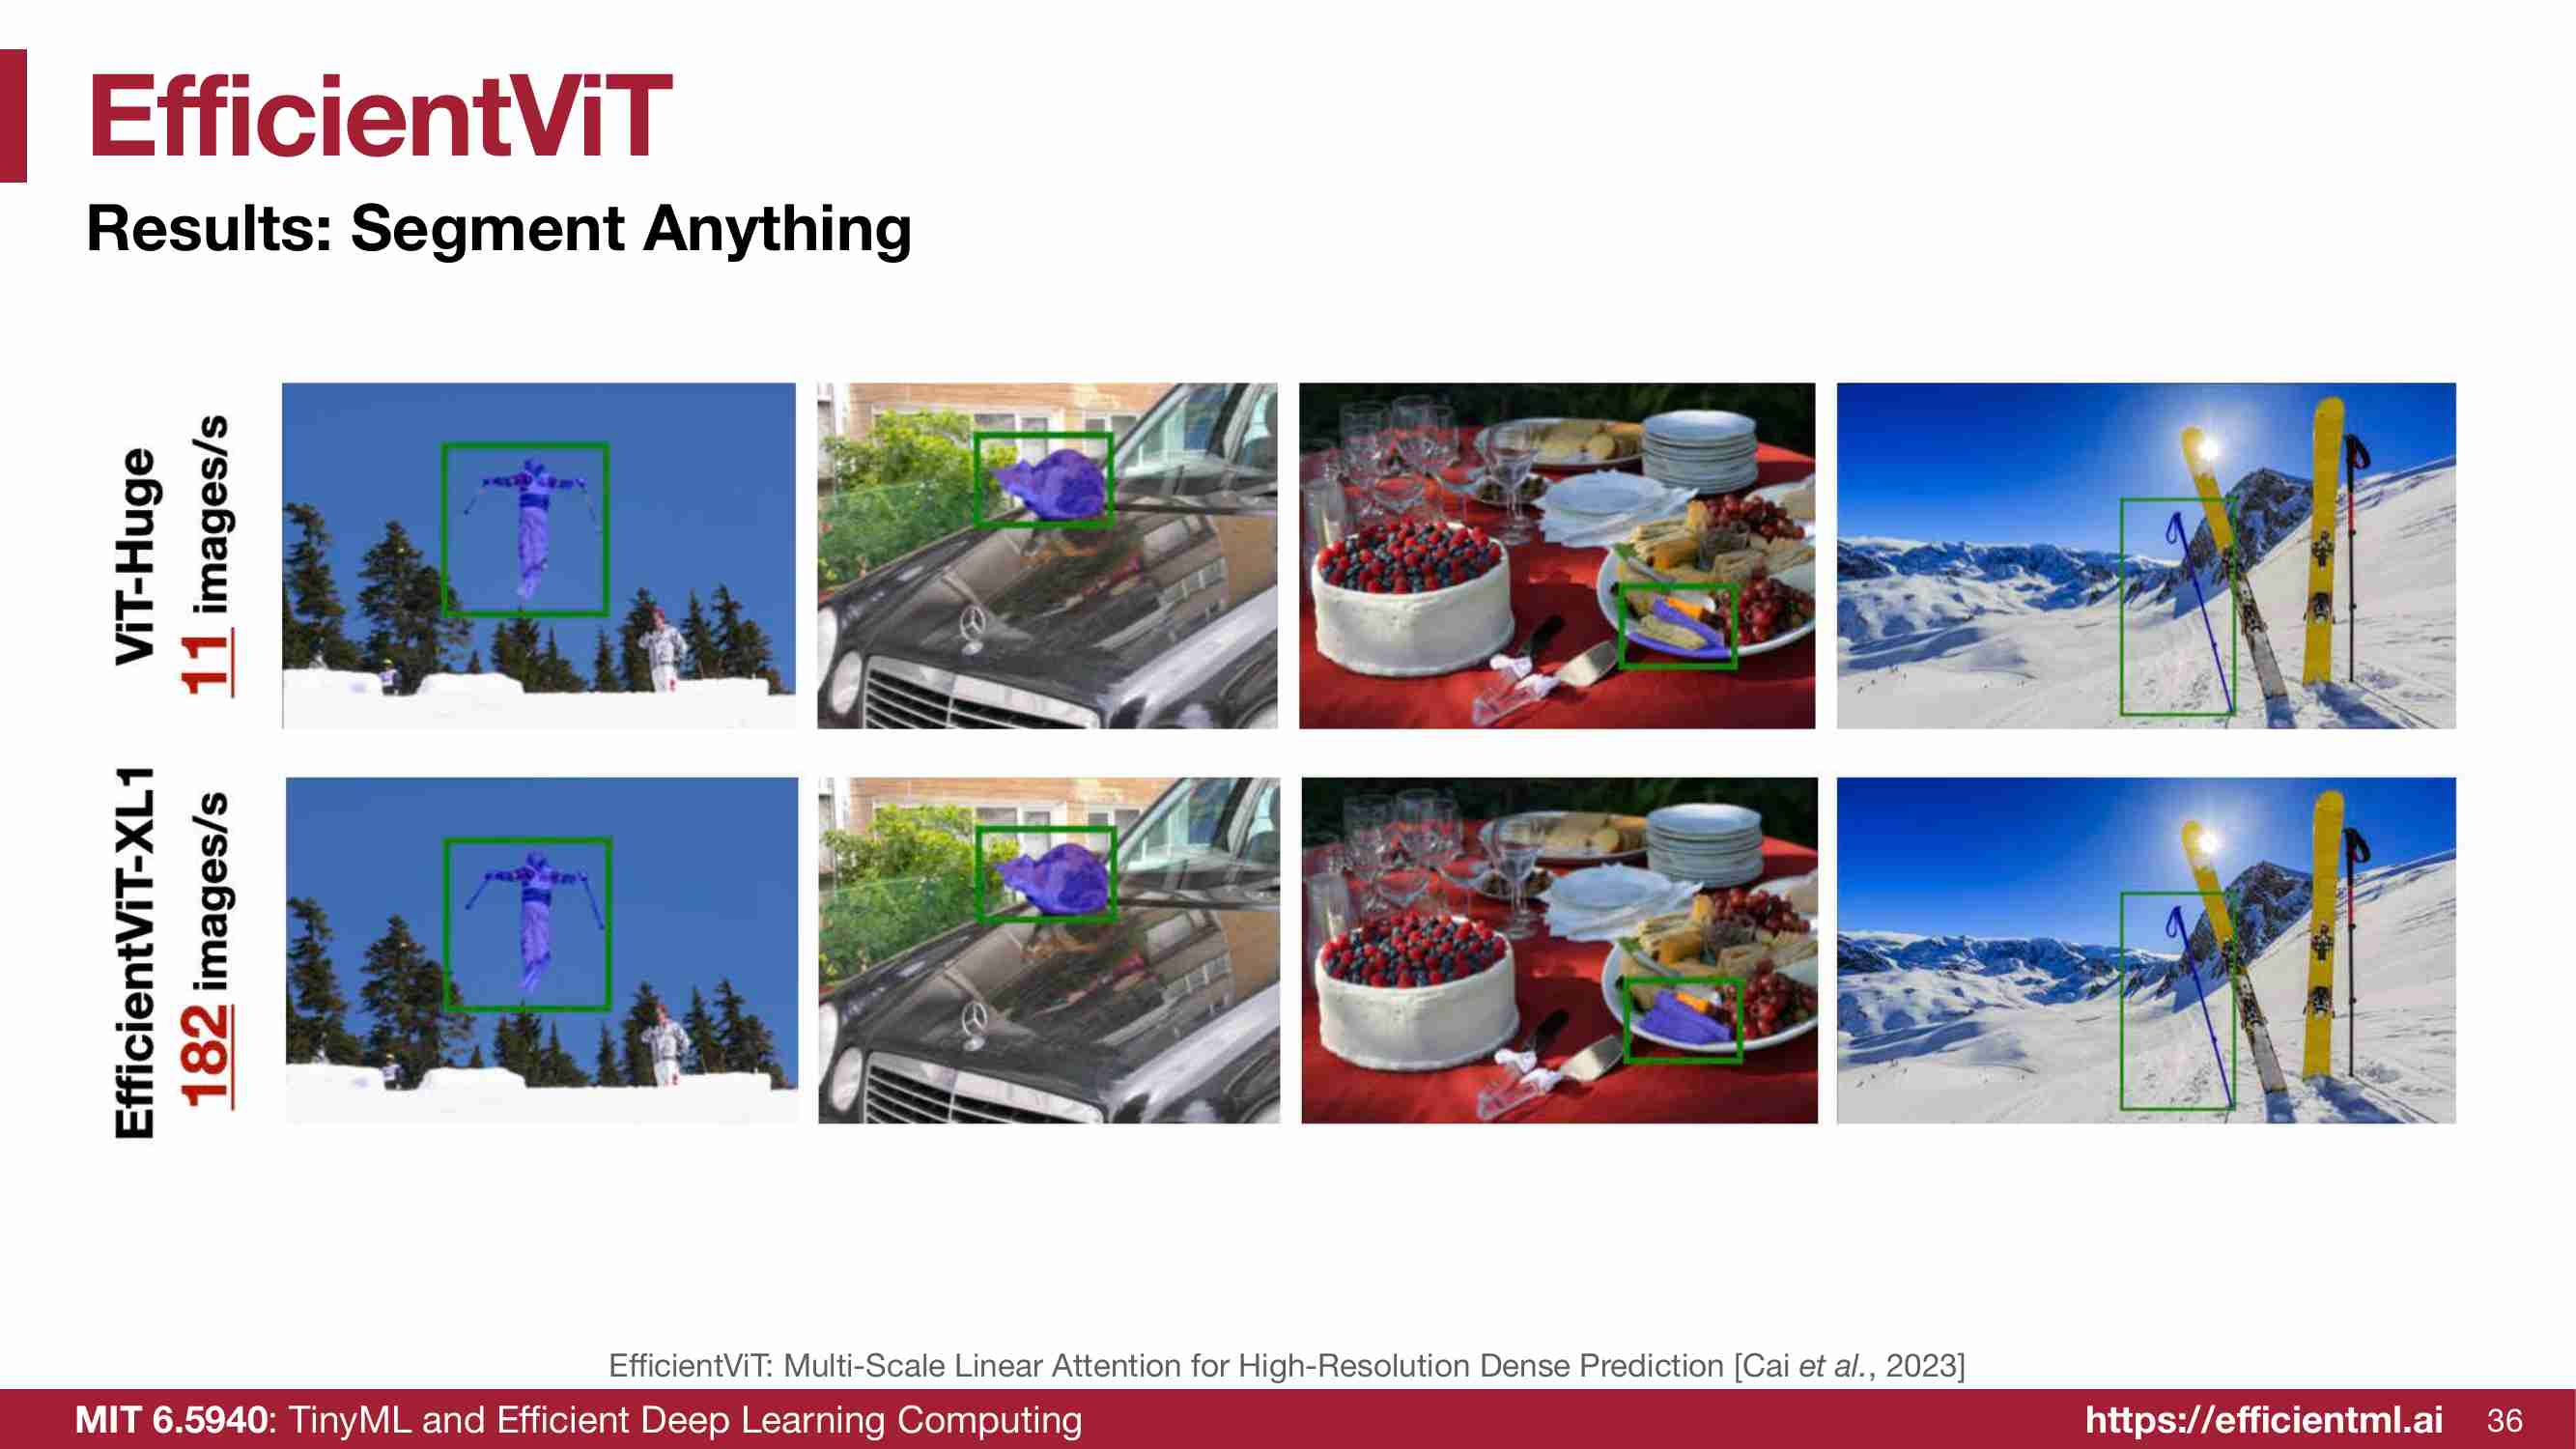 EfficientViT
Results: Segment Anything
ViT-Huge
11 images/s
EfficientViT-XL1
182 images/s
EfficientViT: Multi-Scale Linear Attention for High-Resolution Dense Prediction [Cai et al., 2023]
MIT 6.5940: TinyML and Efficient Deep Learning Computing
https://efficientml.ai
36